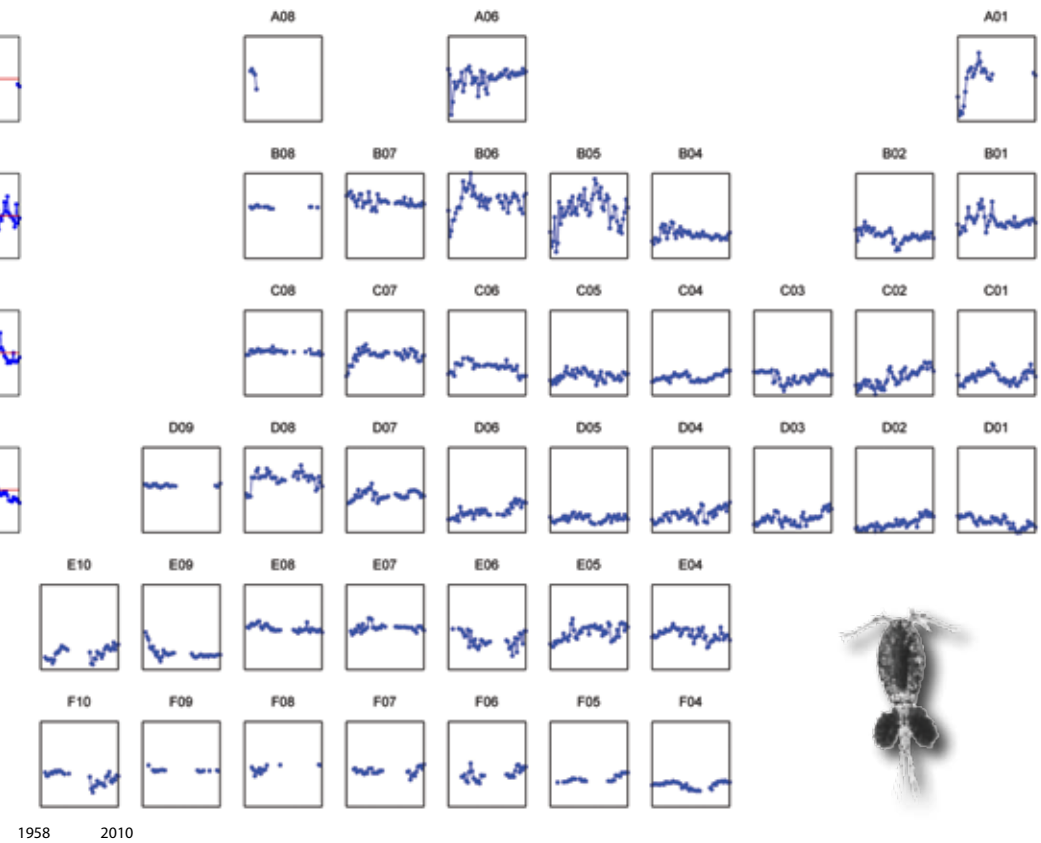 A08 A06 A01
B08 B07 B06 B05 B04 B02 B01
C08 C07 C06 C05 C04 C03 C02 C01
D09 D08 D07 D06 D05 D04 D03 D02 D01
E10 E09 E08 E07 E06 E05 E04
F10 F09 F08 F07 F06 F05 F04
1958 2010